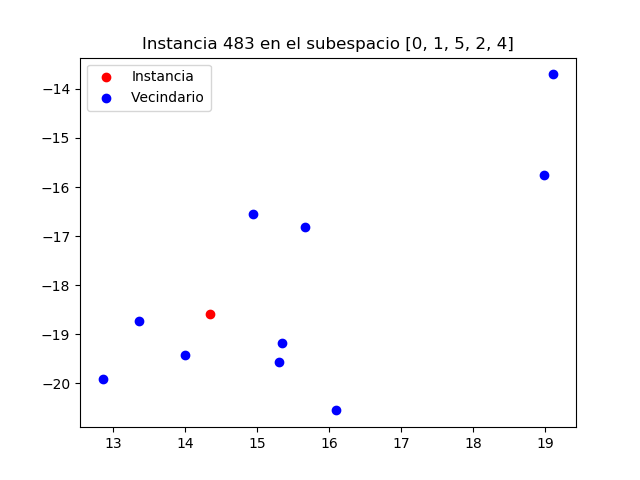 Instancia 483 en el subespacio [0, 1, 5, 2, 4]
Instancia
Vecindario
−14
−15
−16
−17
−18
−19
−20
13 14 15 16 17 18 19